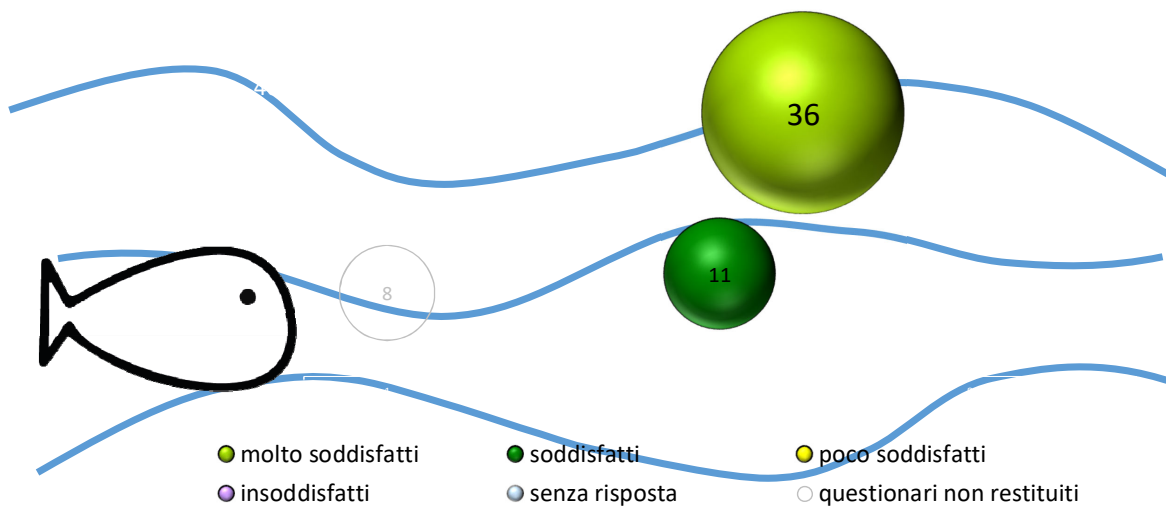 36
11
8
molto soddisfatti
soddisfatti
poco soddisfatti
insoddisfatti
senza risposta
questionari non restituiti